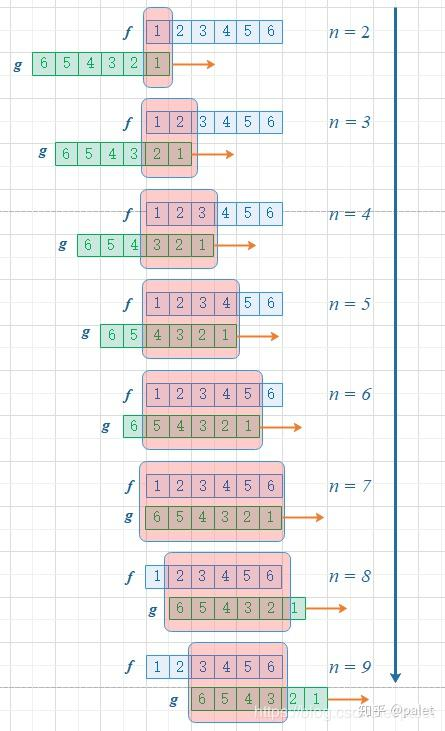 f 1 2 3 4 5 6 n = 2
g 6 5 4 3 2 1
f 1 2 3 4 5 6 n = 3
g 6 5 4 3 2 1
f 1 2 3 4 5 6 n = 4
g 6 5 4 3 2 1
f 1 2 3 4 5 6 n = 5
g 6 5 4 3 2 1
f 1 2 3 4 5 6 n = 6
g 6 5 4 3 2 1
f 1 2 3 4 5 6 n = 7
g 6 5 4 3 2 1
f 1 2 3 4 5 6 n = 8
g 6 5 4 3 2 1
f 1 2 3 4 5 6 n = 9
g 6 5 4 3 2 1
知乎 @palet